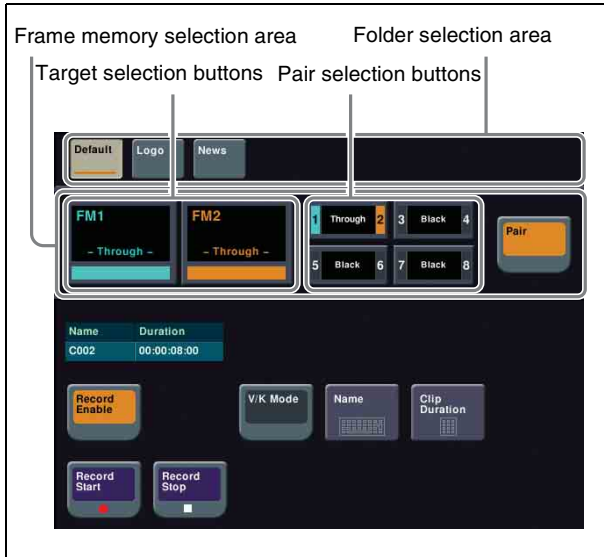 Frame memory selection area Folder selection area
Target selection buttons Pair selection buttons
Default Logo News
FM1 FM2
– Through – – Through –
1 Through 2 3 Black 4
5 Black 6 7 Black 8
Pair
Name Duration
C002 00:00:08:00
Record Enable
V/K Mode
Name
Clip Duration
Record Start
Record Stop